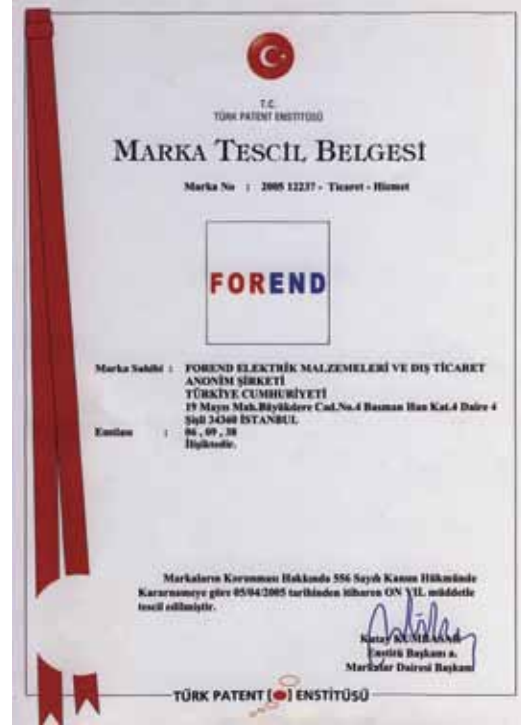 T.C.
TÜRK PATENT ENSTİTÜSÜ
MARKA TESCİL BELGESİ
Marka No : 2005 12237 - Ticaret - Hizmet
FOREND
Marka Sahibi : FOREND ELEKTRİK MALZEMELERİ VE DIŞ TİCARET
ANONİM ŞİRKETİ
TÜRKİYE CUMHURİYETİ
19 Mayıs Mah.Büyükdere Cad.No.4 Basman Han Kat.4 Daire 4
Şişli 34360 İSTANBUL
Emtiası : 06 , 09 , 38
İlişiktedir.
Markaların Korunması Hakkında 556 Sayılı Kanun Hükmünde
Kararnameye göre 05/04/2005 tarihinden itibaren ON YIL müddetle
tescil edilmiştir.
Kutay KUMBASAR
Enstitü Başkanı a.
Markalar Dairesi Başkanı
TÜRK PATENT ENSTİTÜSÜ